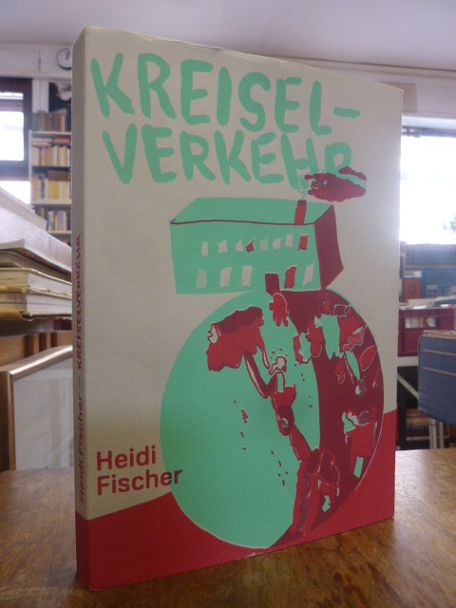 KREISEL-
VERKEHR
Heidi
Fischer
Heidi Fischer – KREISELVERKEHR